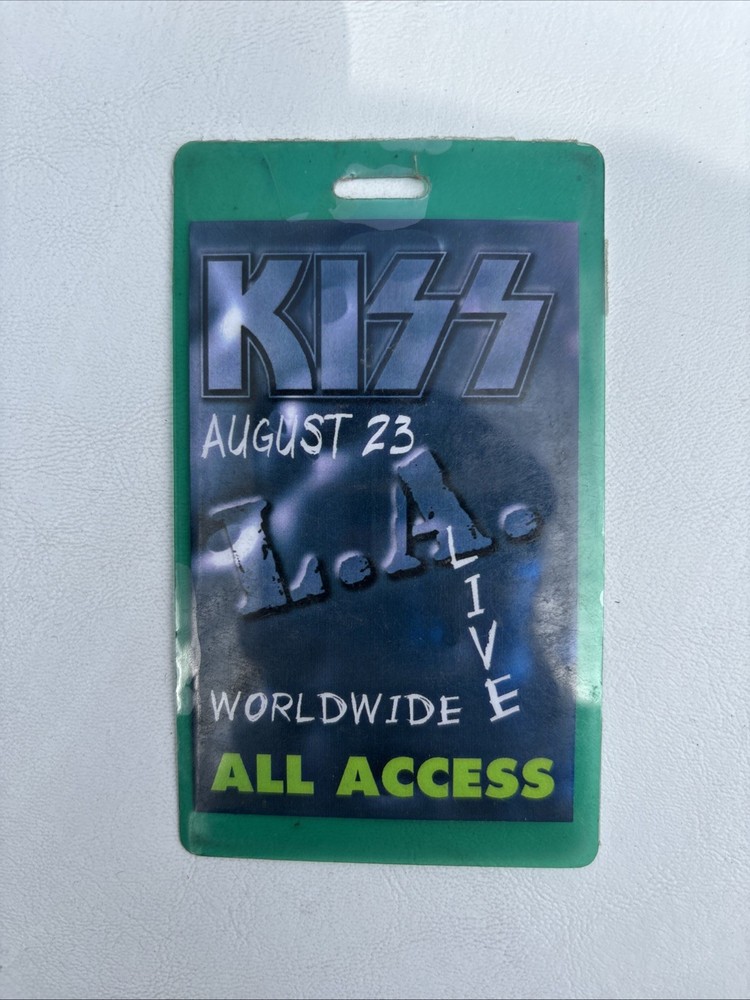 KISS
AUGUST 23
L.A.
LIVE
WORLDWIDE
ALL ACCESS